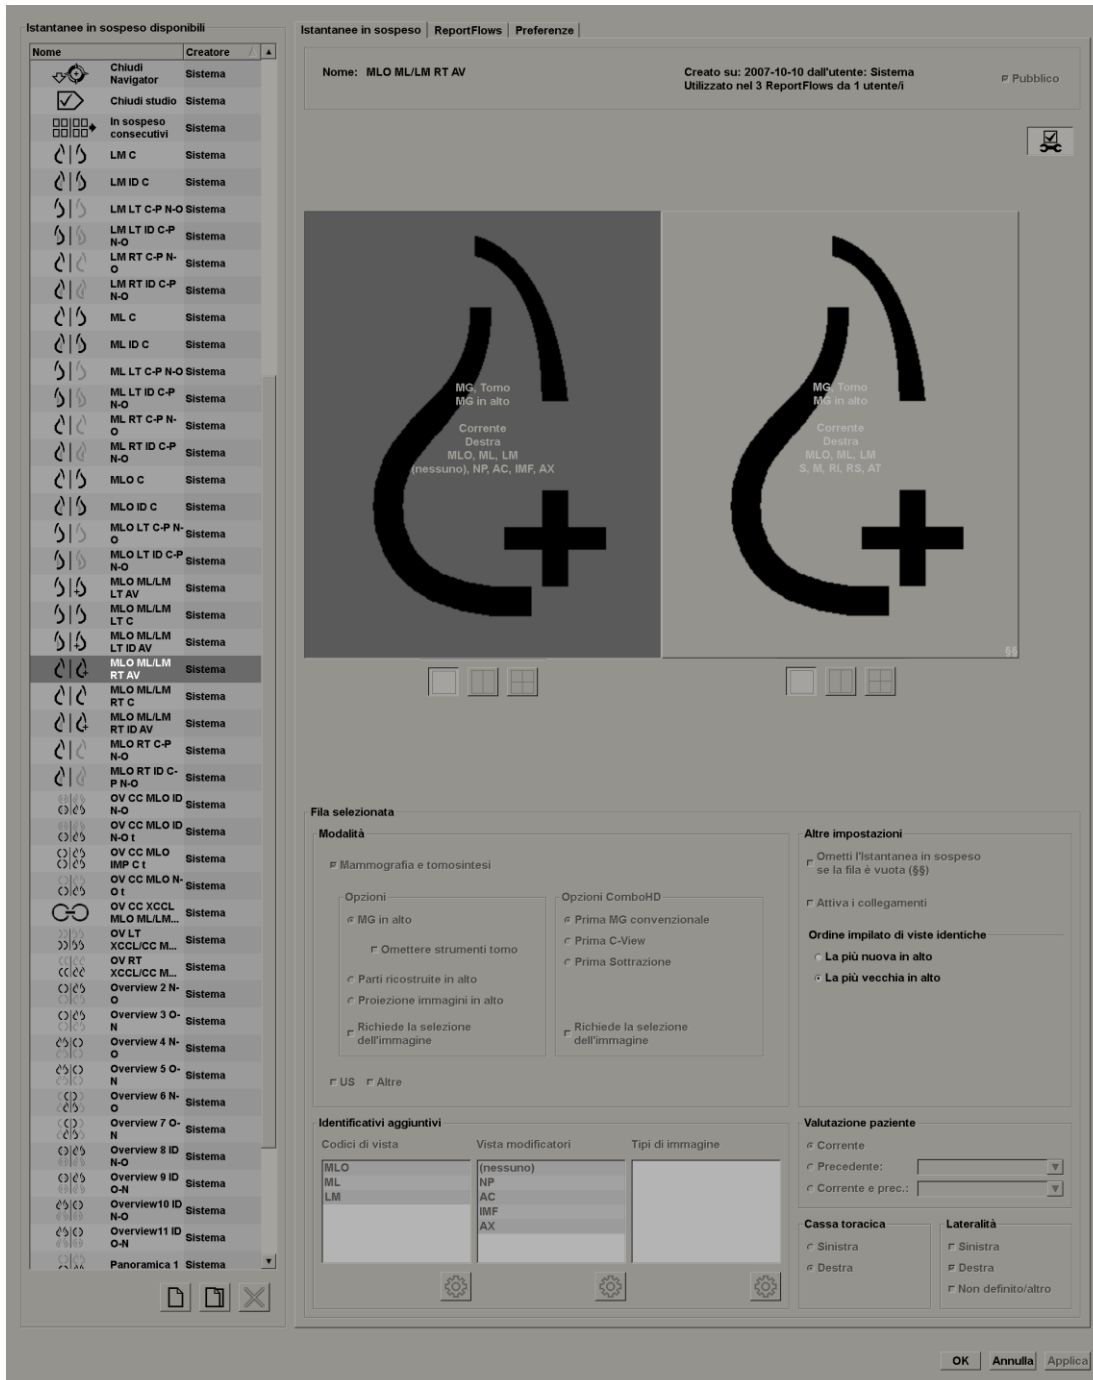 Istantanee in sospeso disponibili
Nome Creatore
Chiudi Navigator Sistema
Chiudi studio Sistema
In sospeso consecutivi Sistema
LM C Sistema
LM ID C Sistema
LM LT C-P N-O Sistema
LM LT ID C-P N-O Sistema
LM RT C-P N-O Sistema
LM RT ID C-P N-O Sistema
ML C Sistema
ML ID C Sistema
ML LT C-P N-O Sistema
ML LT ID C-P N-O Sistema
ML RT C-P N-O Sistema
ML RT ID C-P N-O Sistema
MLO C Sistema
MLO ID C Sistema
MLO LT C-P N-O Sistema
MLO LT ID C-P N-O Sistema
MLO ML/LM LT AV Sistema
MLO ML/LM LT C Sistema
MLO ML/LM LT ID AV Sistema
MLO ML/LM RT AV Sistema
MLO ML/LM RT C Sistema
MLO ML/LM RT ID AV Sistema
MLO RT C-P N-O Sistema
MLO RT ID C-P N-O Sistema
OV CC MLO ID N-O Sistema
OV CC MLO ID N-O t Sistema
OV CC MLO IMP C t Sistema
OV CC MLO N-O t Sistema
OV CC XCCL MLO ML/LM... Sistema
OV LT XCCL/CC M... Sistema
OV RT XCCL/CC M... Sistema
Overview 2 N-O Sistema
Overview 3 O-N Sistema
Overview 4 N-O Sistema
Overview 5 O-N Sistema
Overview 6 N-O Sistema
Overview 7 O-N Sistema
Overview 8 ID N-O Sistema
Overview 9 ID O-N Sistema
Overview10 ID N-O Sistema
Overview11 ID O-N Sistema
Panoramica 1 Sistema
Istantanee in sospeso ReportFlows Preferenze
Nome: MLO ML/LM RT AV
Creato su: 2007-10-10 dall'utente: Sistema
Utilizzato nel 3 ReportFlows da 1 utente/i
Pubblico
MG, Tomo
MG in alto
Corrente
Destra
MLO, ML, LM
(nessuno), NP, AC, IMF, AX
MG, Tomo
MG in alto
Corrente
Destra
MLO, ML, LM
S, M, RI, RS, AT
§§
Fila selezionata
Modalità
Mammografia e tomosintesi
Opzioni
MG in alto
Omettere strumenti tomo
Parti ricostruite in alto
Proiezione immagini in alto
Richiede la selezione
dell'immagine
Opzioni ComboHD
Prima MG convenzionale
Prima C-View
Prima Sottrazione
Richiede la selezione
dell'immagine
US Altre
Altre impostazioni
Ometti l'Istantanea in sospeso
se la fila è vuota (§§)
Attiva i collegamenti
Ordine impilato di viste identiche
La più nuova in alto
La più vecchia in alto
Identificativi aggiuntivi
Codici di vista
MLO
ML
LM
Vista modificatori
(nessuno)
NP
AC
IMF
AX
Tipi di immagine
Valutazione paziente
Corrente
Precedente:
Corrente e prec.:
Cassa toracica
Sinistra
Destra
Lateralità
Sinistra
Destra
Non definito/altro
OK Annulla Applica